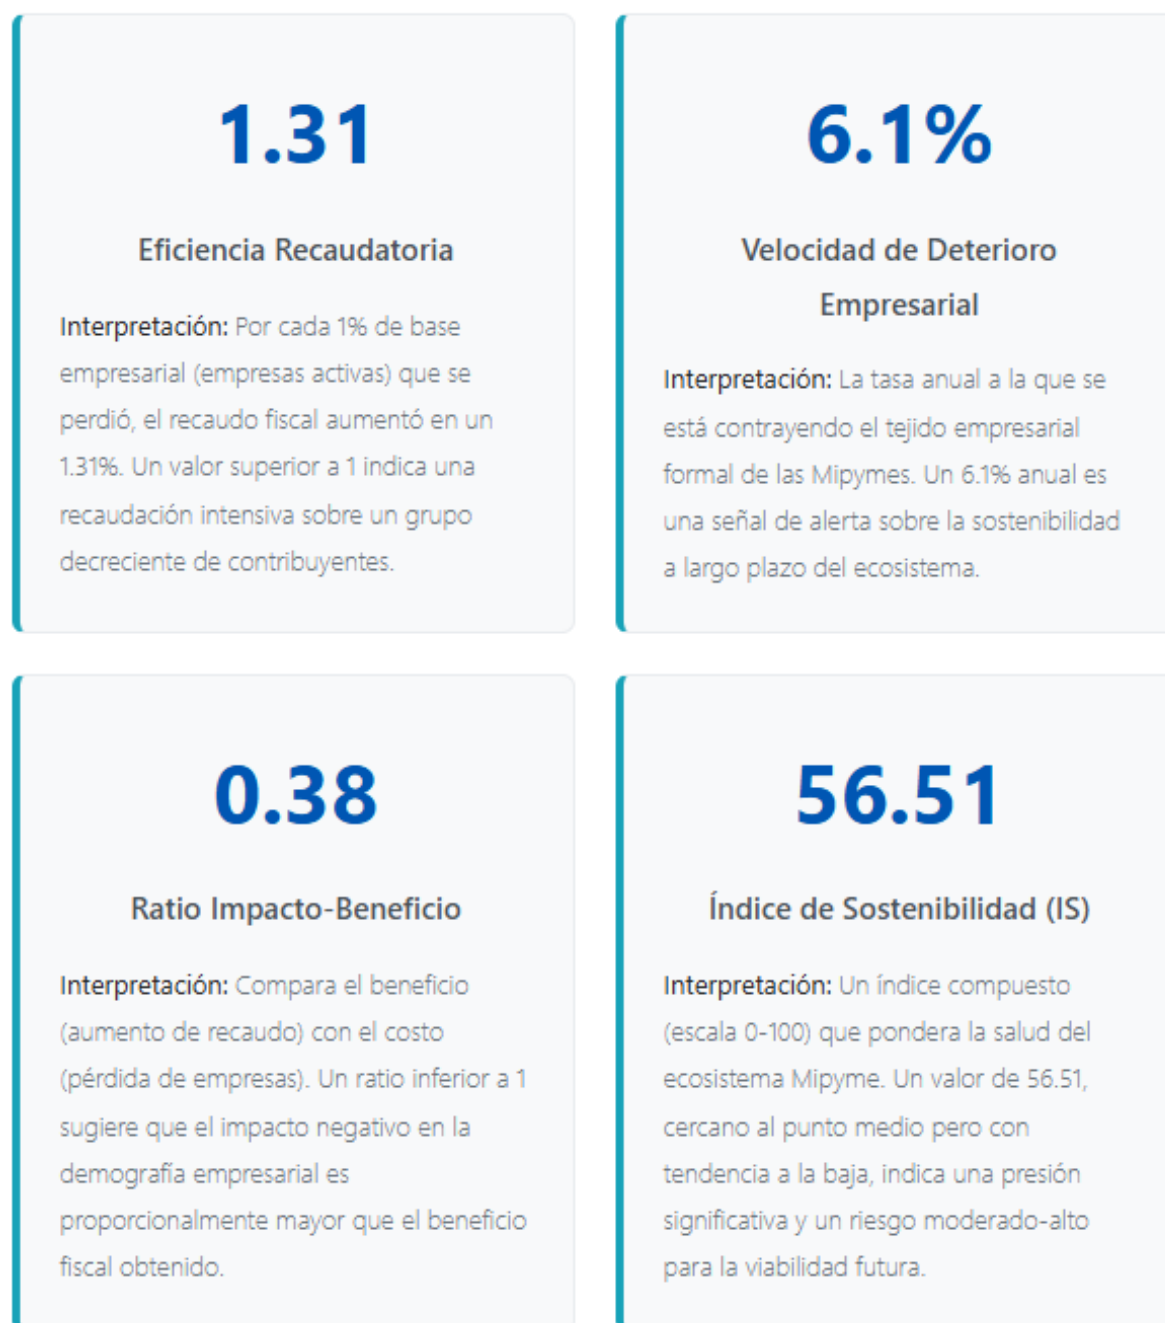 1.31
Eficiencia Recaudatoria
Interpretación: Por cada 1% de base
empresarial (empresas activas) que se
perdió, el recaudo fiscal aumentó en un
1.31%. Un valor superior a 1 indica una
recaudación intensiva sobre un grupo
decreciente de contribuyentes.
6.1%
Velocidad de Deterioro
Empresarial
Interpretación: La tasa anual a la que se
está contrayendo el tejido empresarial
formal de las Mipymes. Un 6.1% anual es
una señal de alerta sobre la sostenibilidad
a largo plazo del ecosistema.
0.38
Ratio Impacto-Beneficio
Interpretación: Compara el beneficio
(aumento de recaudo) con el costo
(pérdida de empresas). Un ratio inferior a 1
sugiere que el impacto negativo en la
demografía empresarial es
proporcionalmente mayor que el beneficio
fiscal obtenido.
56.51
Índice de Sostenibilidad (IS)
Interpretación: Un índice compuesto
(escala 0-100) que pondera la salud del
ecosistema Mipyme. Un valor de 56.51,
cercano al punto medio pero con
tendencia a la baja, indica una presión
significativa y un riesgo moderado-alto
para la viabilidad futura.